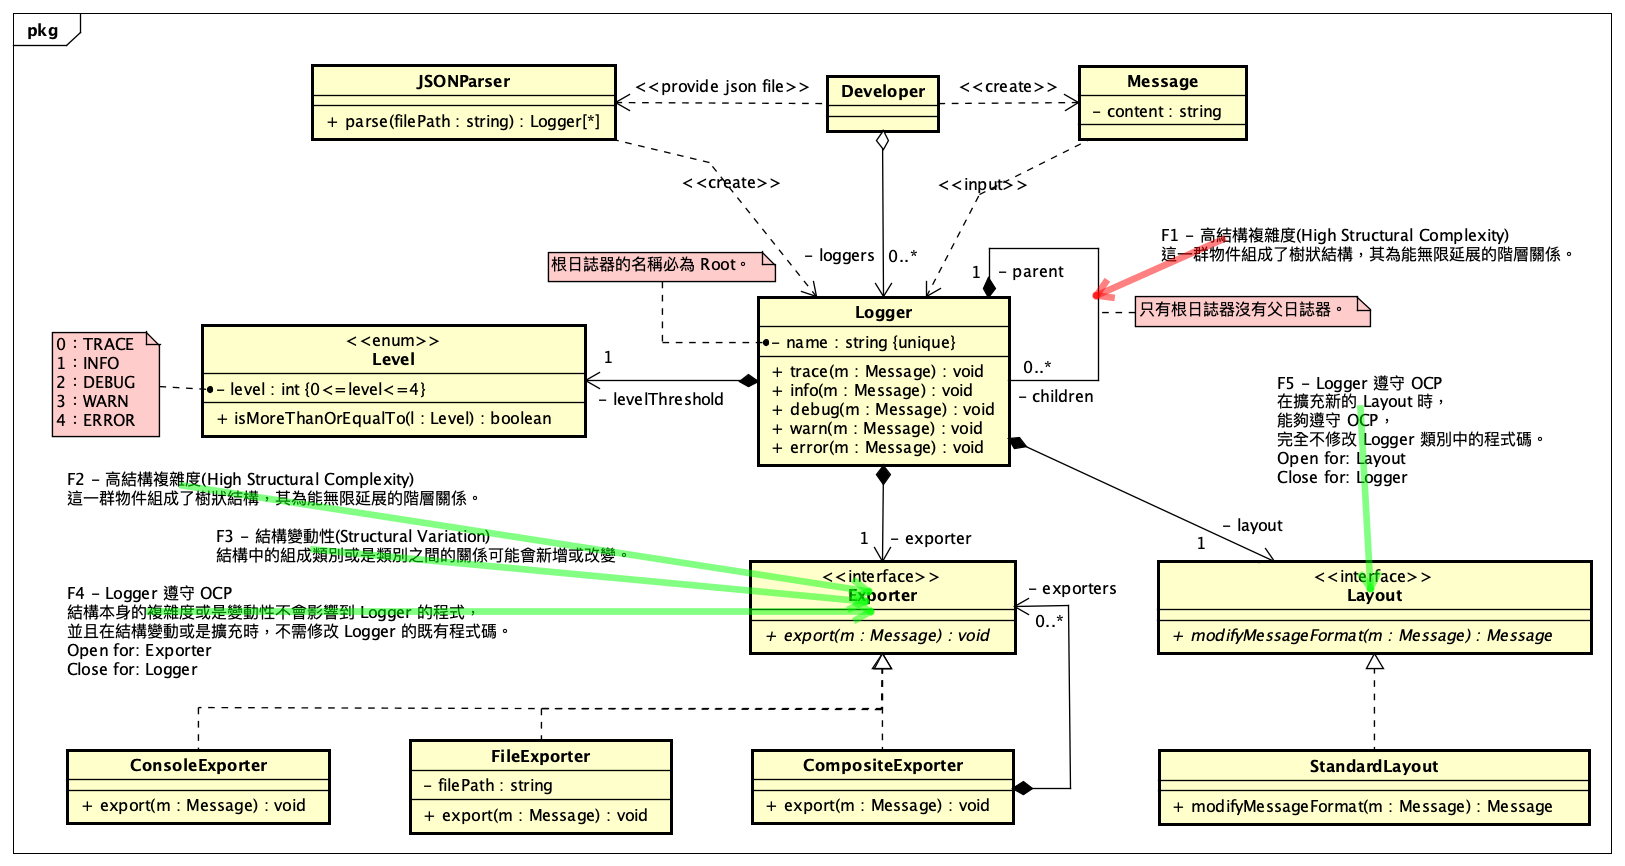 pkg
JSONParser
+ parse(filePath : string) : Logger[*]
<<provide json file>>
Developer
<<create>>
Message
- content : string
<<create>>
<<input>>
- loggers
0..*
1
- parent
F1 - 高結構複雜度(High Structural Complexity)
這一群物件組成了樹狀結構，其為能無限延展的階層關係。
根日誌器的名稱必為 Root。
只有根日誌器沒有父日誌器。
0：TRACE
1：INFO
2：DEBUG
3：WARN
4：ERROR
<<enum>>
Level
- level : int {0<=level<=4}
+ isMoreThanOrEqualTo(l : Level) : boolean
1
- levelThreshold
Logger
- name : string {unique}
+ trace(m : Message) : void
+ info(m : Message) : void
+ debug(m : Message) : void
+ warn(m : Message) : void
+ error(m : Message) : void
0..*
- children
F5 - Logger 遵守 OCP
在擴充新的 Layout 時，
能夠遵守 OCP，
完全不修改 Logger 類別中的程式碼。
Open for: Layout
Close for: Logger
F2 - 高結構複雜度(High Structural Complexity)
這一群物件組成了樹狀結構，其為能無限延展的階層關係。
F3 - 結構變動性(Structural Variation)
結構中的組成類別或是類別之間的關係可能會新增或改變。
F4 - Logger 遵守 OCP
結構本身的複雜度或是變動性不會影響到 Logger 的程式，
並且在結構變動或是擴充時，不需修改 Logger 的既有程式碼。
Open for: Exporter
Close for: Logger
1
- exporter
- layout
1
<<interface>>
Exporter
+ export(m : Message) : void
- exporters
0..*
<<interface>>
Layout
+ modifyMessageFormat(m : Message) : Message
ConsoleExporter
+ export(m : Message) : void
FileExporter
- filePath : string
+ export(m : Message) : void
CompositeExporter
+ export(m : Message) : void
StandardLayout
+ modifyMessageFormat(m : Message) : Message